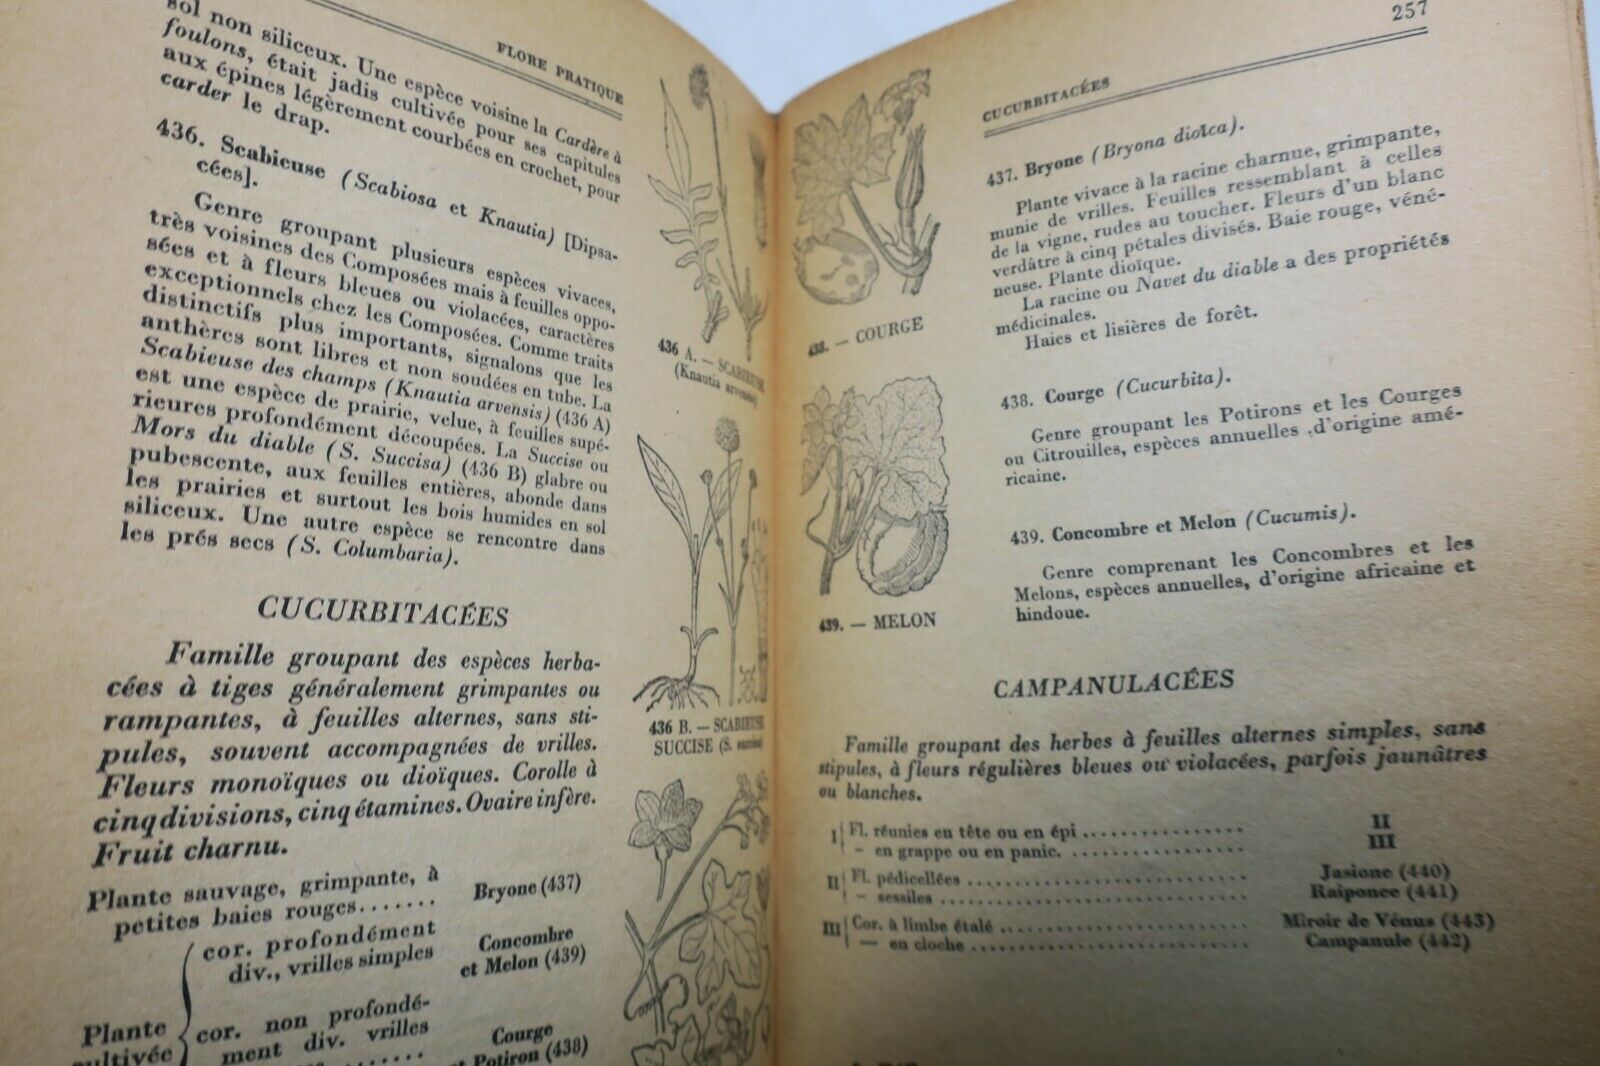 FLORE PRATIQUE
sol non siliceux. Une espèce voisine la Cardère à
foulons, était jadis cultivée pour ses capitules
aux épines légèrement courbées en crochet, pour
carder le drap.
436. Scabieuse (Scabiosa et Knautia) [Dipsa-
cées].
Genre groupant plusieurs espèces vivaces,
très voisines des Composées mais à feuilles oppo-
sées et à fleurs bleues ou violacées, caractères
exceptionnels chez les Composées. Comme traits
distinctifs plus importants, signalons que les
anthères sont libres et non soudées en tube. La
Scabieuse des champs (Knautia arvensis) (436 A)
est une espèce de prairie, velue, à feuilles supé-
rieures profondément découpées. La Succise ou
Mors du diable (S. Succisa) (436 B) glabre ou
pubescente, aux feuilles entières, abonde dans
les prairies et surtout les bois humides en sol
siliceux. Une autre espèce se rencontre dans
les prés secs (S. Columbaria).
CUCURBITACÉES
Famille groupant des espèces herba-
cées à tiges généralement grimpantes ou
rampantes, à feuilles alternes, sans sti-
pules, souvent accompagnées de vrilles.
Fleurs monoïques ou dioïques. Corolle à
cinq divisions, cinq étamines. Ovaire infère.
Fruit charnu.
Plante sauvage, grimpante, à
petites baies rouges....... Bryone (437)
cor. profondément
div., vrilles simples Concombre
et Melon (439)
Plante
cultivée
cor. non profondé-
ment div. vrilles
Courge
et Potiron (438)
436 A. — SCABIEUSE
(Knautia arvensis)
436 B. — SCABIEUSE
SUCCISE (S. succisa)
257
CUCURBITACÉES
438. — COURGE
439. — MELON
437. Bryone (Bryona dioïca).
Plante vivace à la racine charnue, grimpante,
munie de vrilles. Feuilles ressemblant à celles
de la vigne, rudes au toucher. Fleurs d'un blanc
verdâtre à cinq pétales divisés. Baie rouge, véné-
neuse. Plante dioïque.
La racine ou Navet du diable a des propriétés
médicinales.
Haies et lisières de forêt.
438. Courge (Cucurbita).
Genre groupant les Potirons et les Courges
ou Citrouilles, espèces annuelles d'origine amé-
ricaine.
439. Concombre et Melon (Cucumis).
Genre comprenant les Concombres et les
Melons, espèces annuelles, d'origine africaine et
hindoue.
CAMPANULACÉES
Famille groupant des herbes à feuilles alternes simples, sans
stipules, à fleurs régulières bleues ou violacées, parfois jaunâtres
ou blanches.
I Fl. réunies en tête ou en épi ............... II
- en grappe ou en panic. ................ III
II Fl. pédicellées ......................... Jasione (440)
- sessiles ............................ Raiponce (441)
III Cor. à limbe étalé ..................... Miroir de Vénus (443)
— en cloche ........................ Campanule (442)